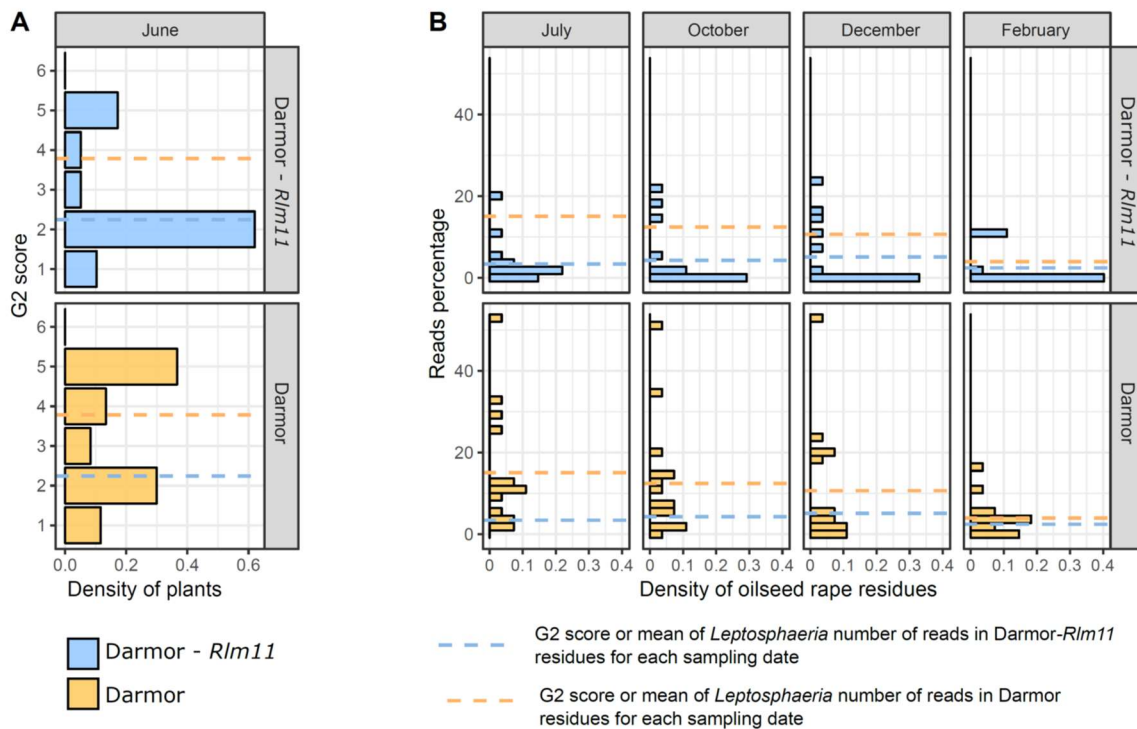 A
June
G2 score
6
5
4
3
2
1
Darmor - Rlm11
6
5
4
3
2
1
Darmor
0.0 0.2 0.4 0.6
Density of plants
B
July October December February
Reads percentage
40
20
0
Darmor - Rlm11
40
20
0
Darmor
0 0.1 0.2 0.3 0.4 0 0.1 0.2 0.3 0.4 0 0.1 0.2 0.3 0.4 0 0.1 0.2 0.3 0.4
Density of oilseed rape residues
Darmor - Rlm11
Darmor
G2 score or mean of Leptosphaeria number of reads in Darmor-Rlm11
residues for each sampling date
G2 score or mean of Leptosphaeria number of reads in Darmor
residues for each sampling date